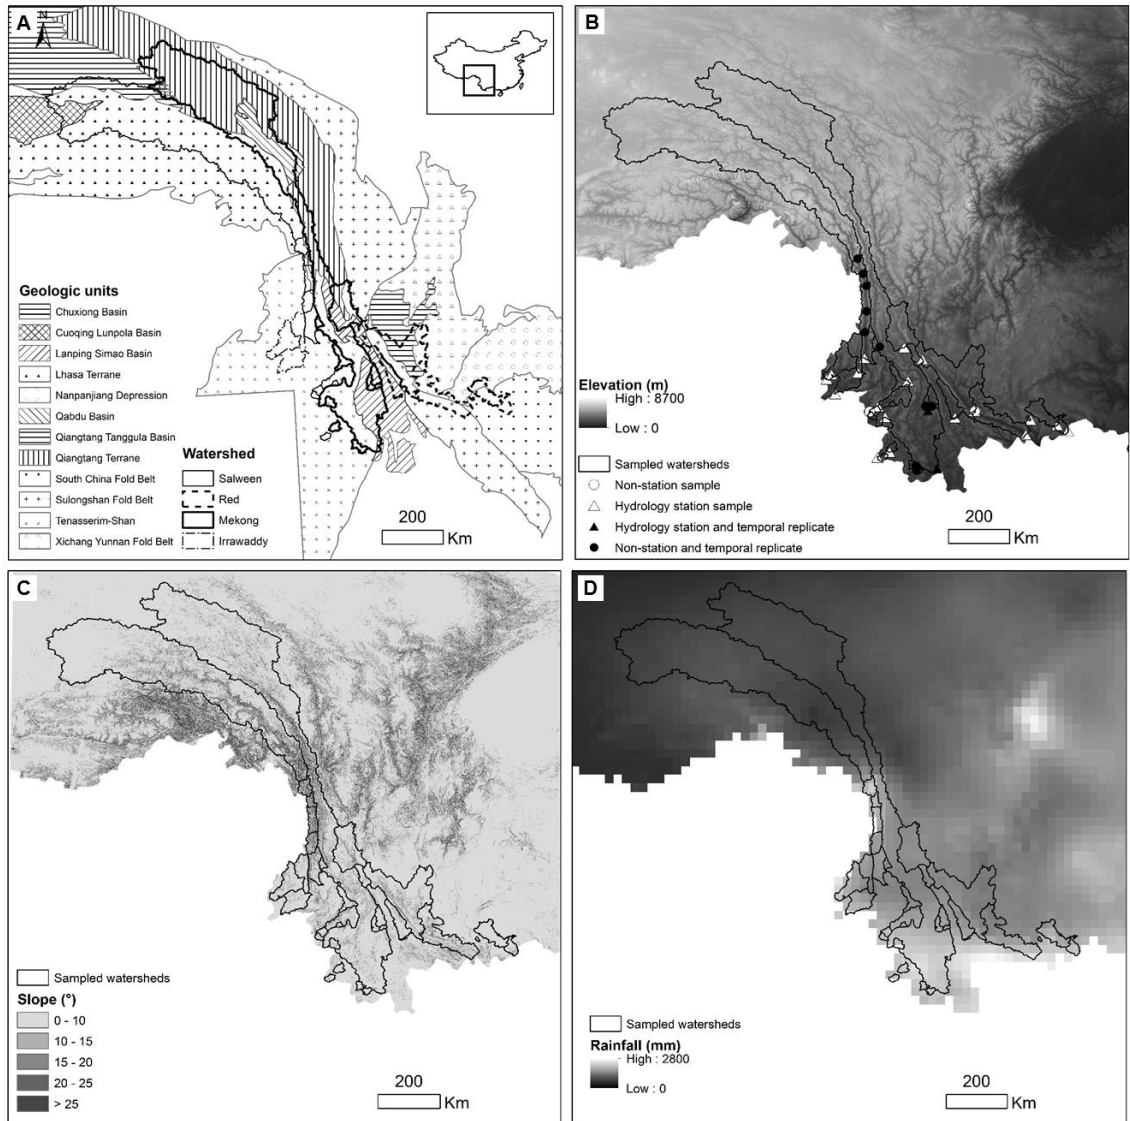 A
N
Geologic units
Chuxiong Basin
Cuoqing Lunpola Basin
Lanping Simao Basin
Lhasa Terrane
Nanpanjiang Depression
Qabdu Basin
Qiangtang Tanggula Basin
Qiangtang Terrane
South China Fold Belt
Sulongshan Fold Belt
Tenasserim-Shan
Xichang Yunnan Fold Belt
Watershed
Salween
Red
Mekong
Irrawaddy
200
Km
B
Elevation (m)
High : 8700
Low : 0
Sampled watersheds
Non-station sample
Hydrology station sample
Hydrology station and temporal replicate
Non-station and temporal replicate
200
Km
C
Sampled watersheds
Slope (°)
0 - 10
10 - 15
15 - 20
20 - 25
> 25
200
Km
D
Sampled watersheds
Rainfall (mm)
High : 2800
Low : 0
200
Km